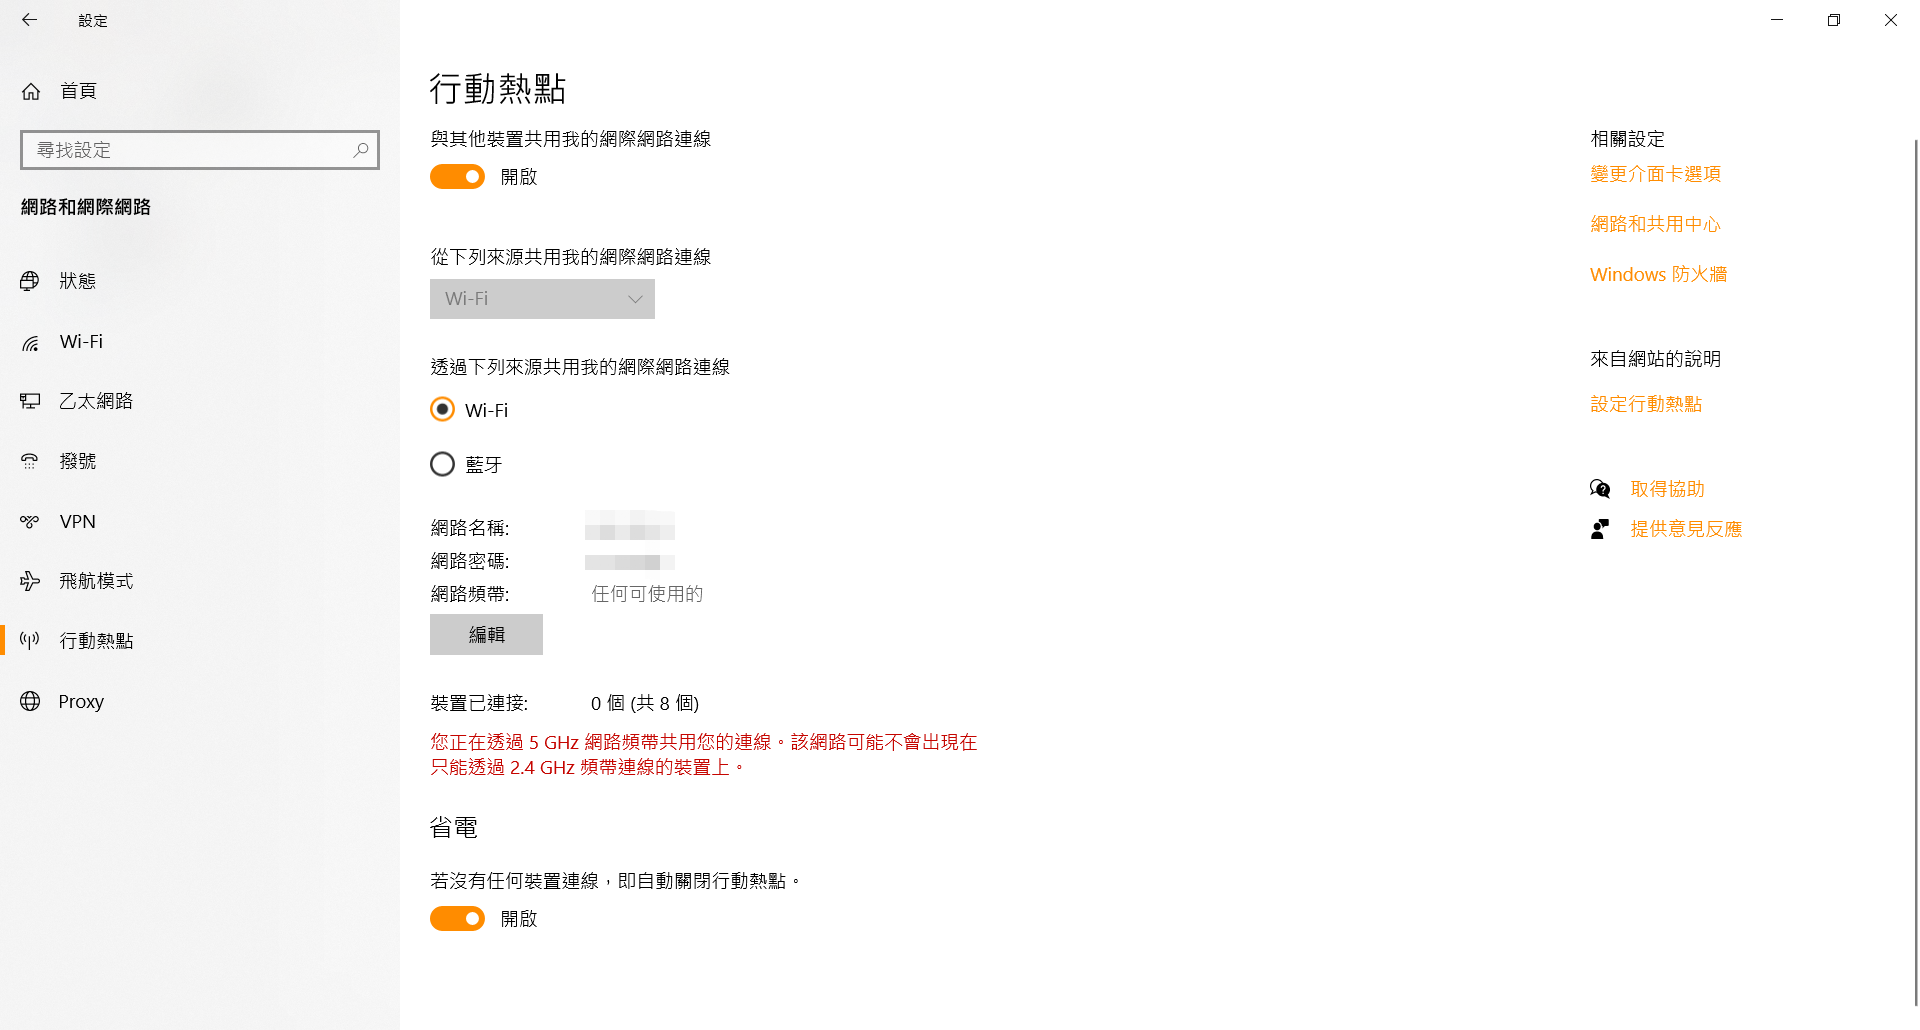 設定
首頁
尋找設定
網路和網際網路
狀態
Wi-Fi
乙太網路
撥號
VPN
飛航模式
行動熱點
Proxy
行動熱點
與其他裝置共用我的網際網路連線
開啟
從下列來源共用我的網際網路連線
Wi-Fi
透過下列來源共用我的網際網路連線
Wi-Fi
藍牙
網路名稱:
網路密碼:
網路頻帶: 任何可使用的
編輯
裝置已連接: 0 個 (共 8 個)
您正在透過 5 GHz 網路頻帶共用您的連線。該網路可能不會出現在
只能透過 2.4 GHz 頻帶連線的裝置上。
省電
若沒有任何裝置連線，即自動關閉行動熱點。
開啟
相關設定
變更介面卡選項
網路和共用中心
Windows 防火牆
來自網站的說明
設定行動熱點
取得協助
提供意見反應